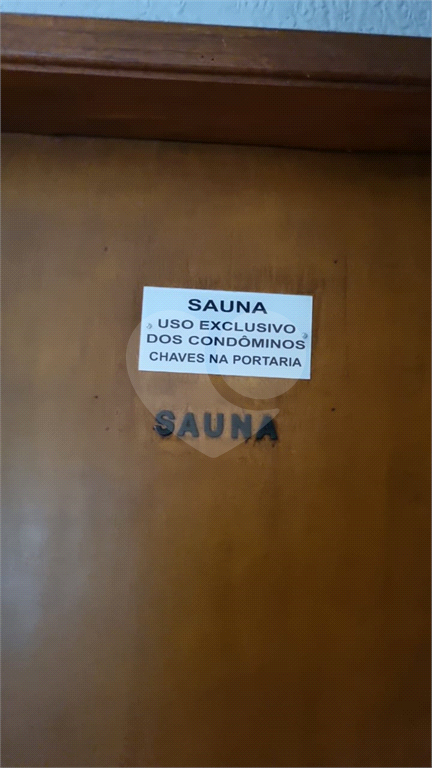 SAUNA
USO EXCLUSIVO
DOS CONDÔMINOS
CHAVES NA PORTARIA
SAUNA